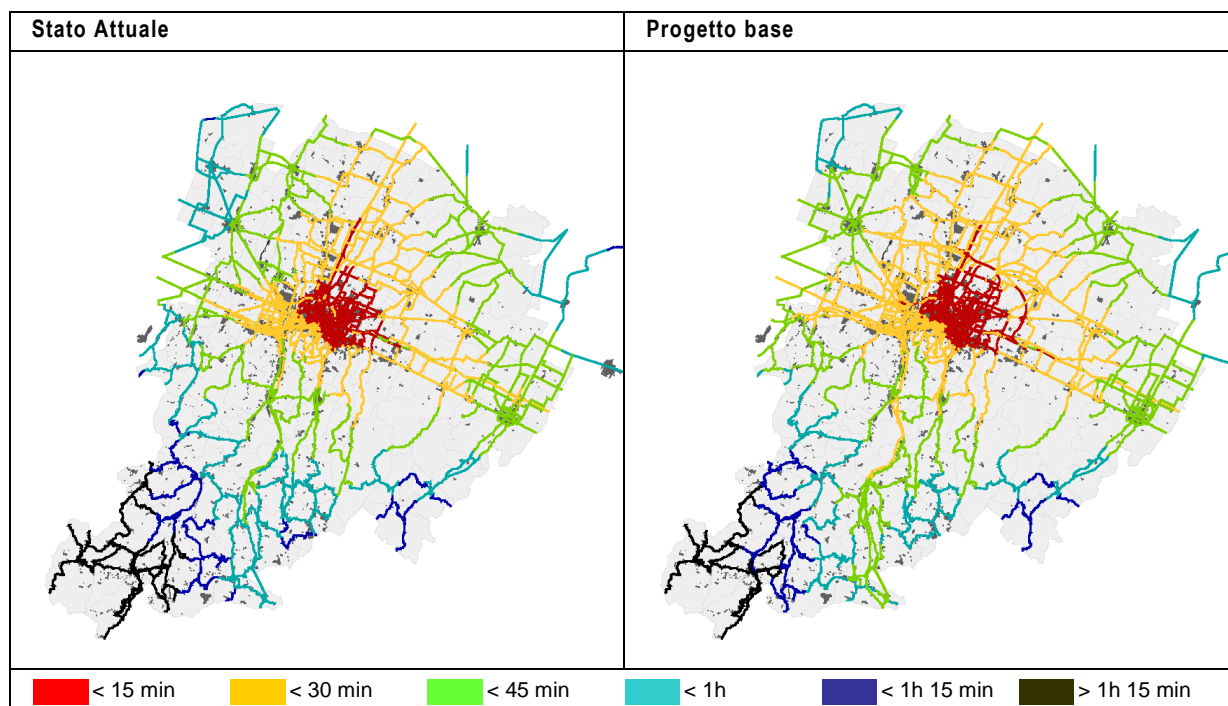 Stato Attuale
Progetto base
< 15 min
< 30 min
< 45 min
< 1h
< 1h 15 min
> 1h 15 min